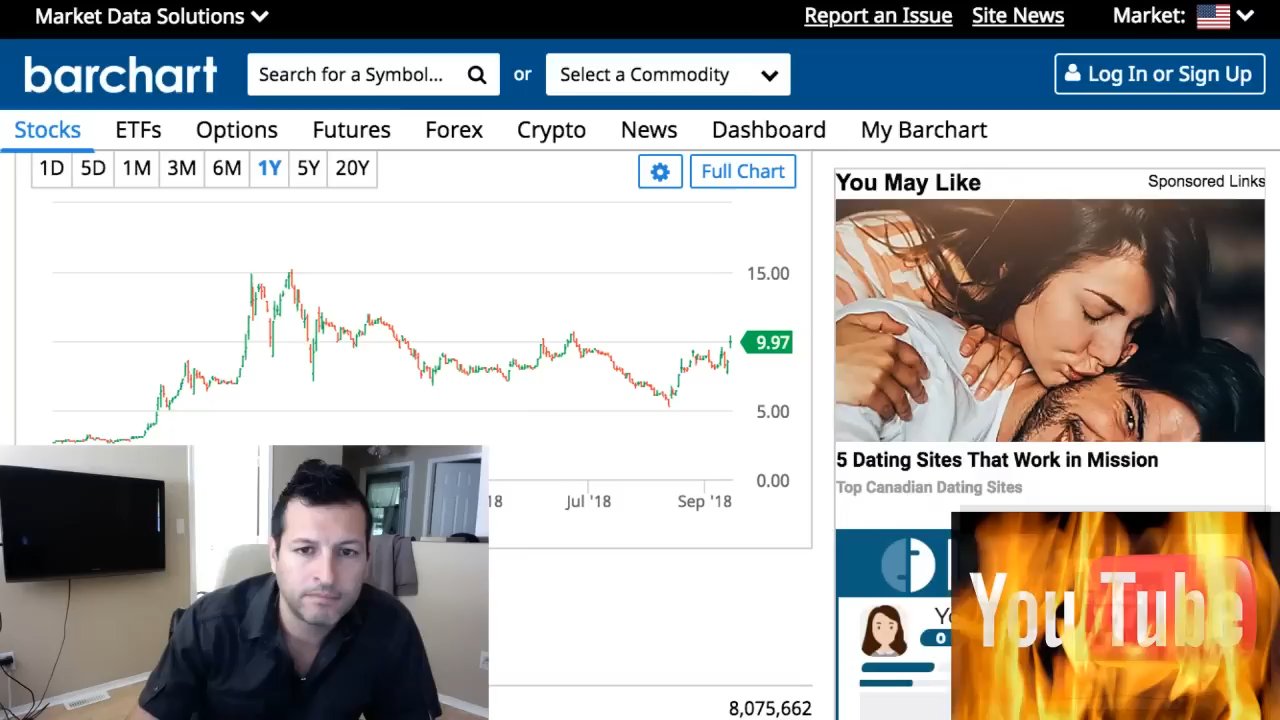 Market Data Solutions
Report an Issue
Site News
Market:
barchart
Search for a Symbol...
or
Select a Commodity
Log In or Sign Up
Stocks
ETFs
Options
Futures
Forex
Crypto
News
Dashboard
My Barchart
1D
5D
1M
3M
6M
1Y
5Y
20Y
Full Chart
15.00
9.97
5.00
0.00
18
Jul '18
Sep '18
8,075,662
You May Like
Sponsored Links
5 Dating Sites That Work in Mission
Top Canadian Dating Sites
0
YouTube